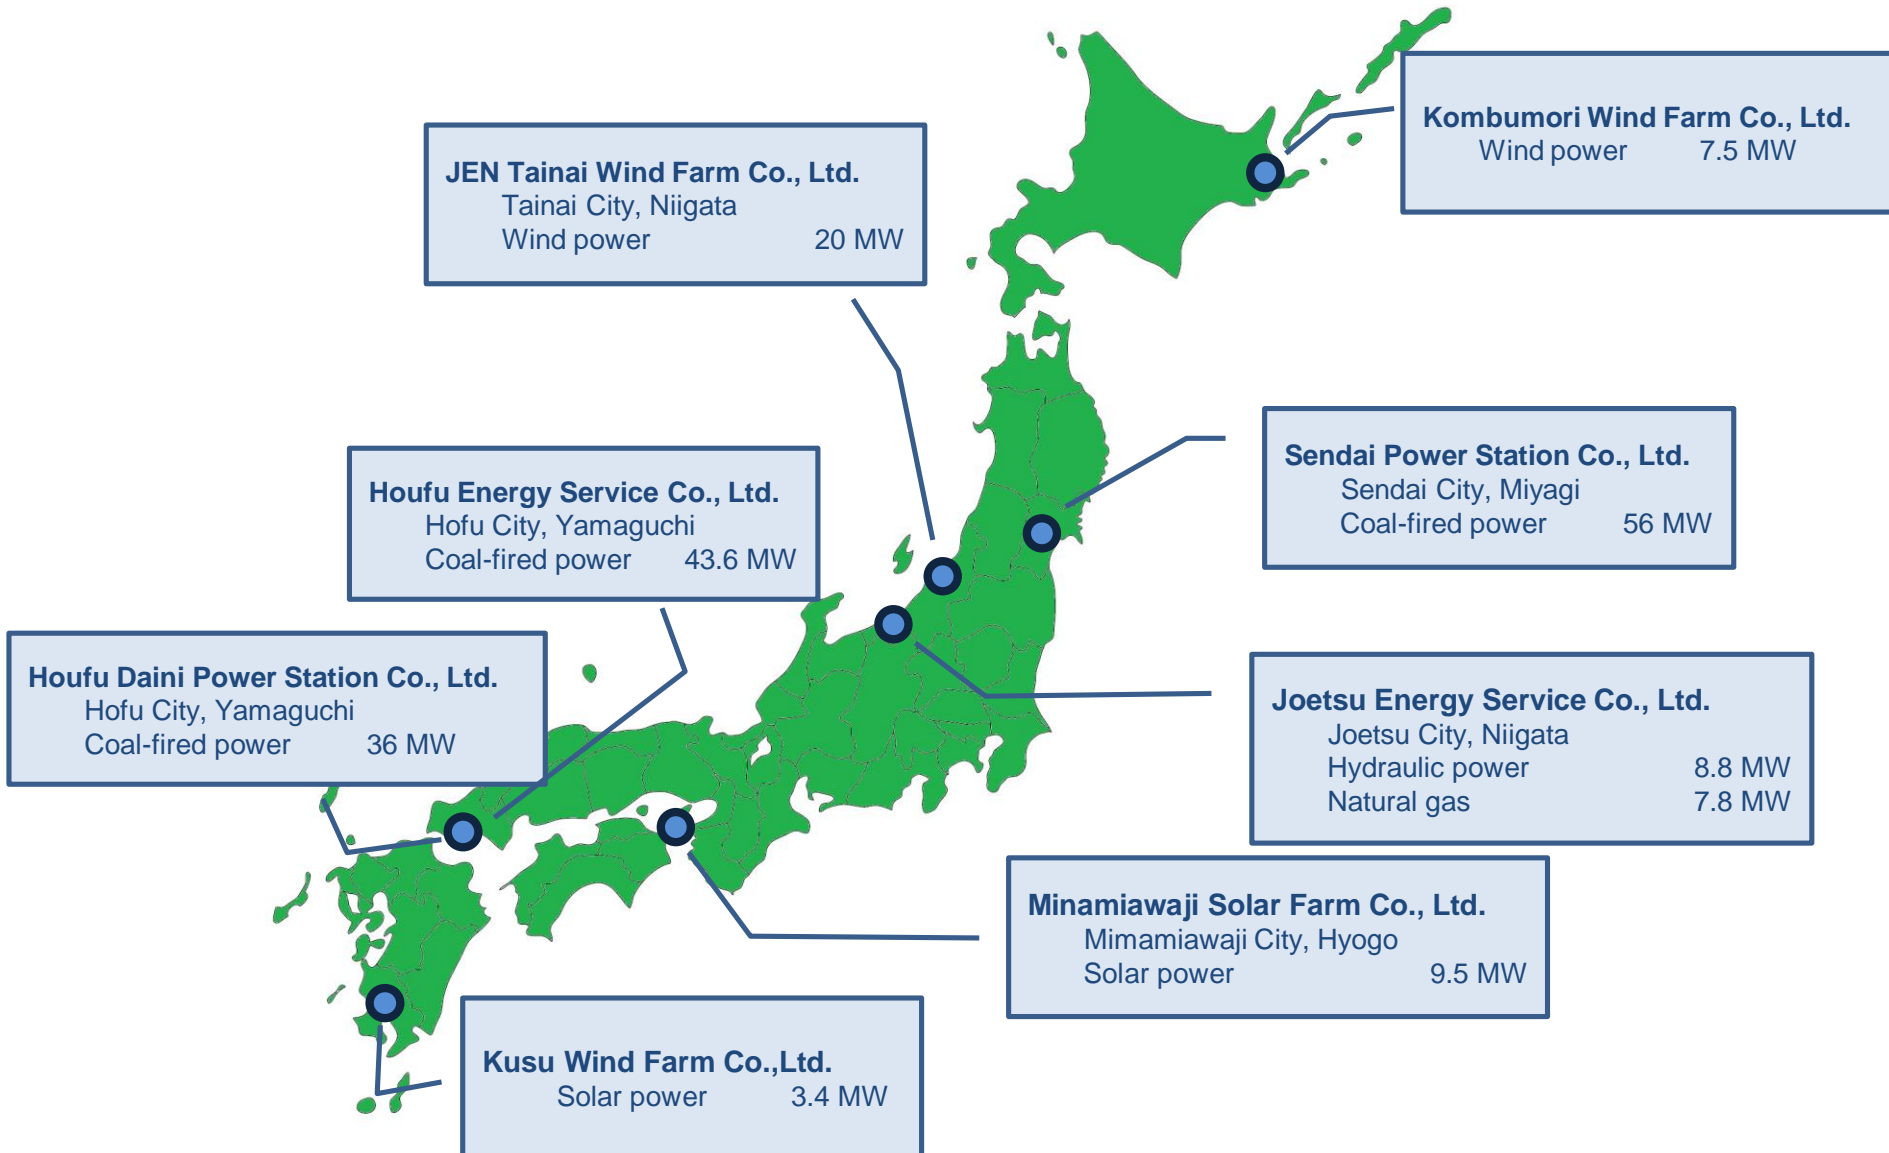 Kombumori Wind Farm Co., Ltd.
Wind power 7.5 MW
JEN Tainai Wind Farm Co., Ltd.
Tainai City, Niigata
Wind power 20 MW
Sendai Power Station Co., Ltd.
Sendai City, Miyagi
Coal-fired power 56 MW
Houfu Energy Service Co., Ltd.
Hofu City, Yamaguchi
Coal-fired power 43.6 MW
Houfu Daini Power Station Co., Ltd.
Hofu City, Yamaguchi
Coal-fired power 36 MW
Joetsu Energy Service Co., Ltd.
Joetsu City, Niigata
Hydraulic power 8.8 MW
Natural gas 7.8 MW
Minamiawaji Solar Farm Co., Ltd.
Mimamiawaji City, Hyogo
Solar power 9.5 MW
Kusu Wind Farm Co.,Ltd.
Solar power 3.4 MW